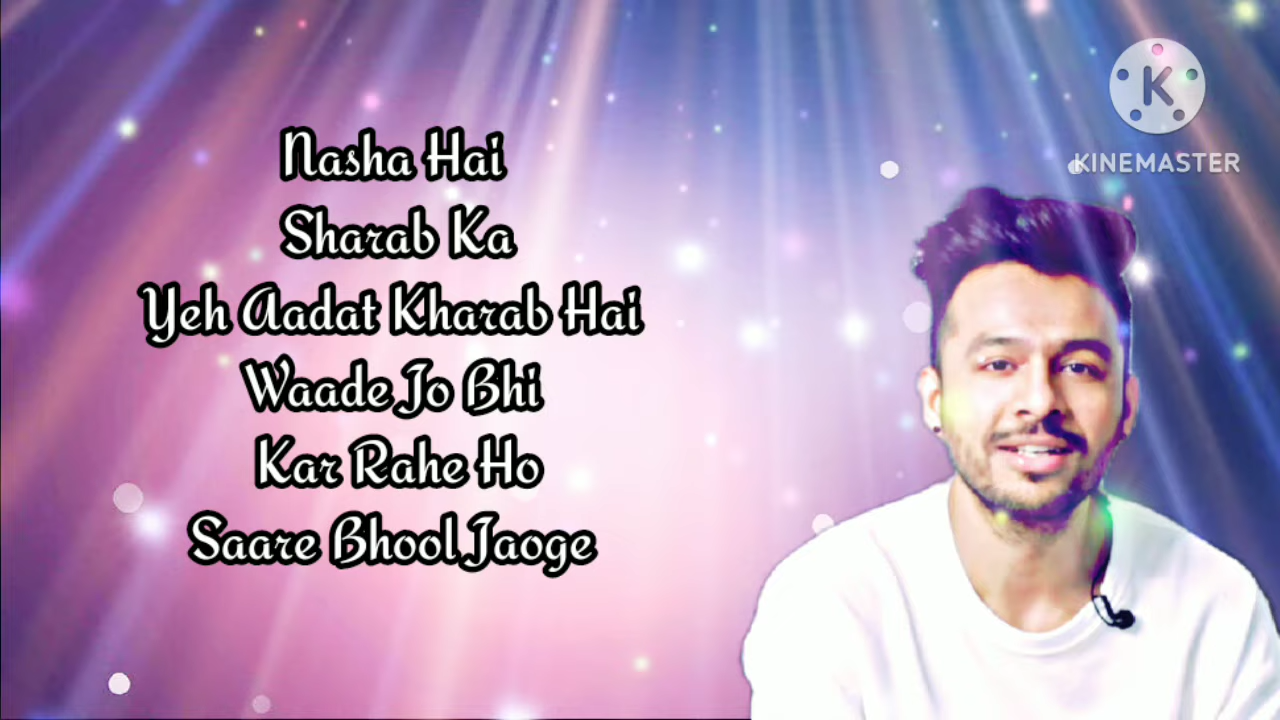 Nasha Hai
Sharab Ka
Yeh Aadat Kharab Hai
Waade Jo Bhi
Kar Rahe Ho
Saare Bhool Jaoge
K
KINEMASTER